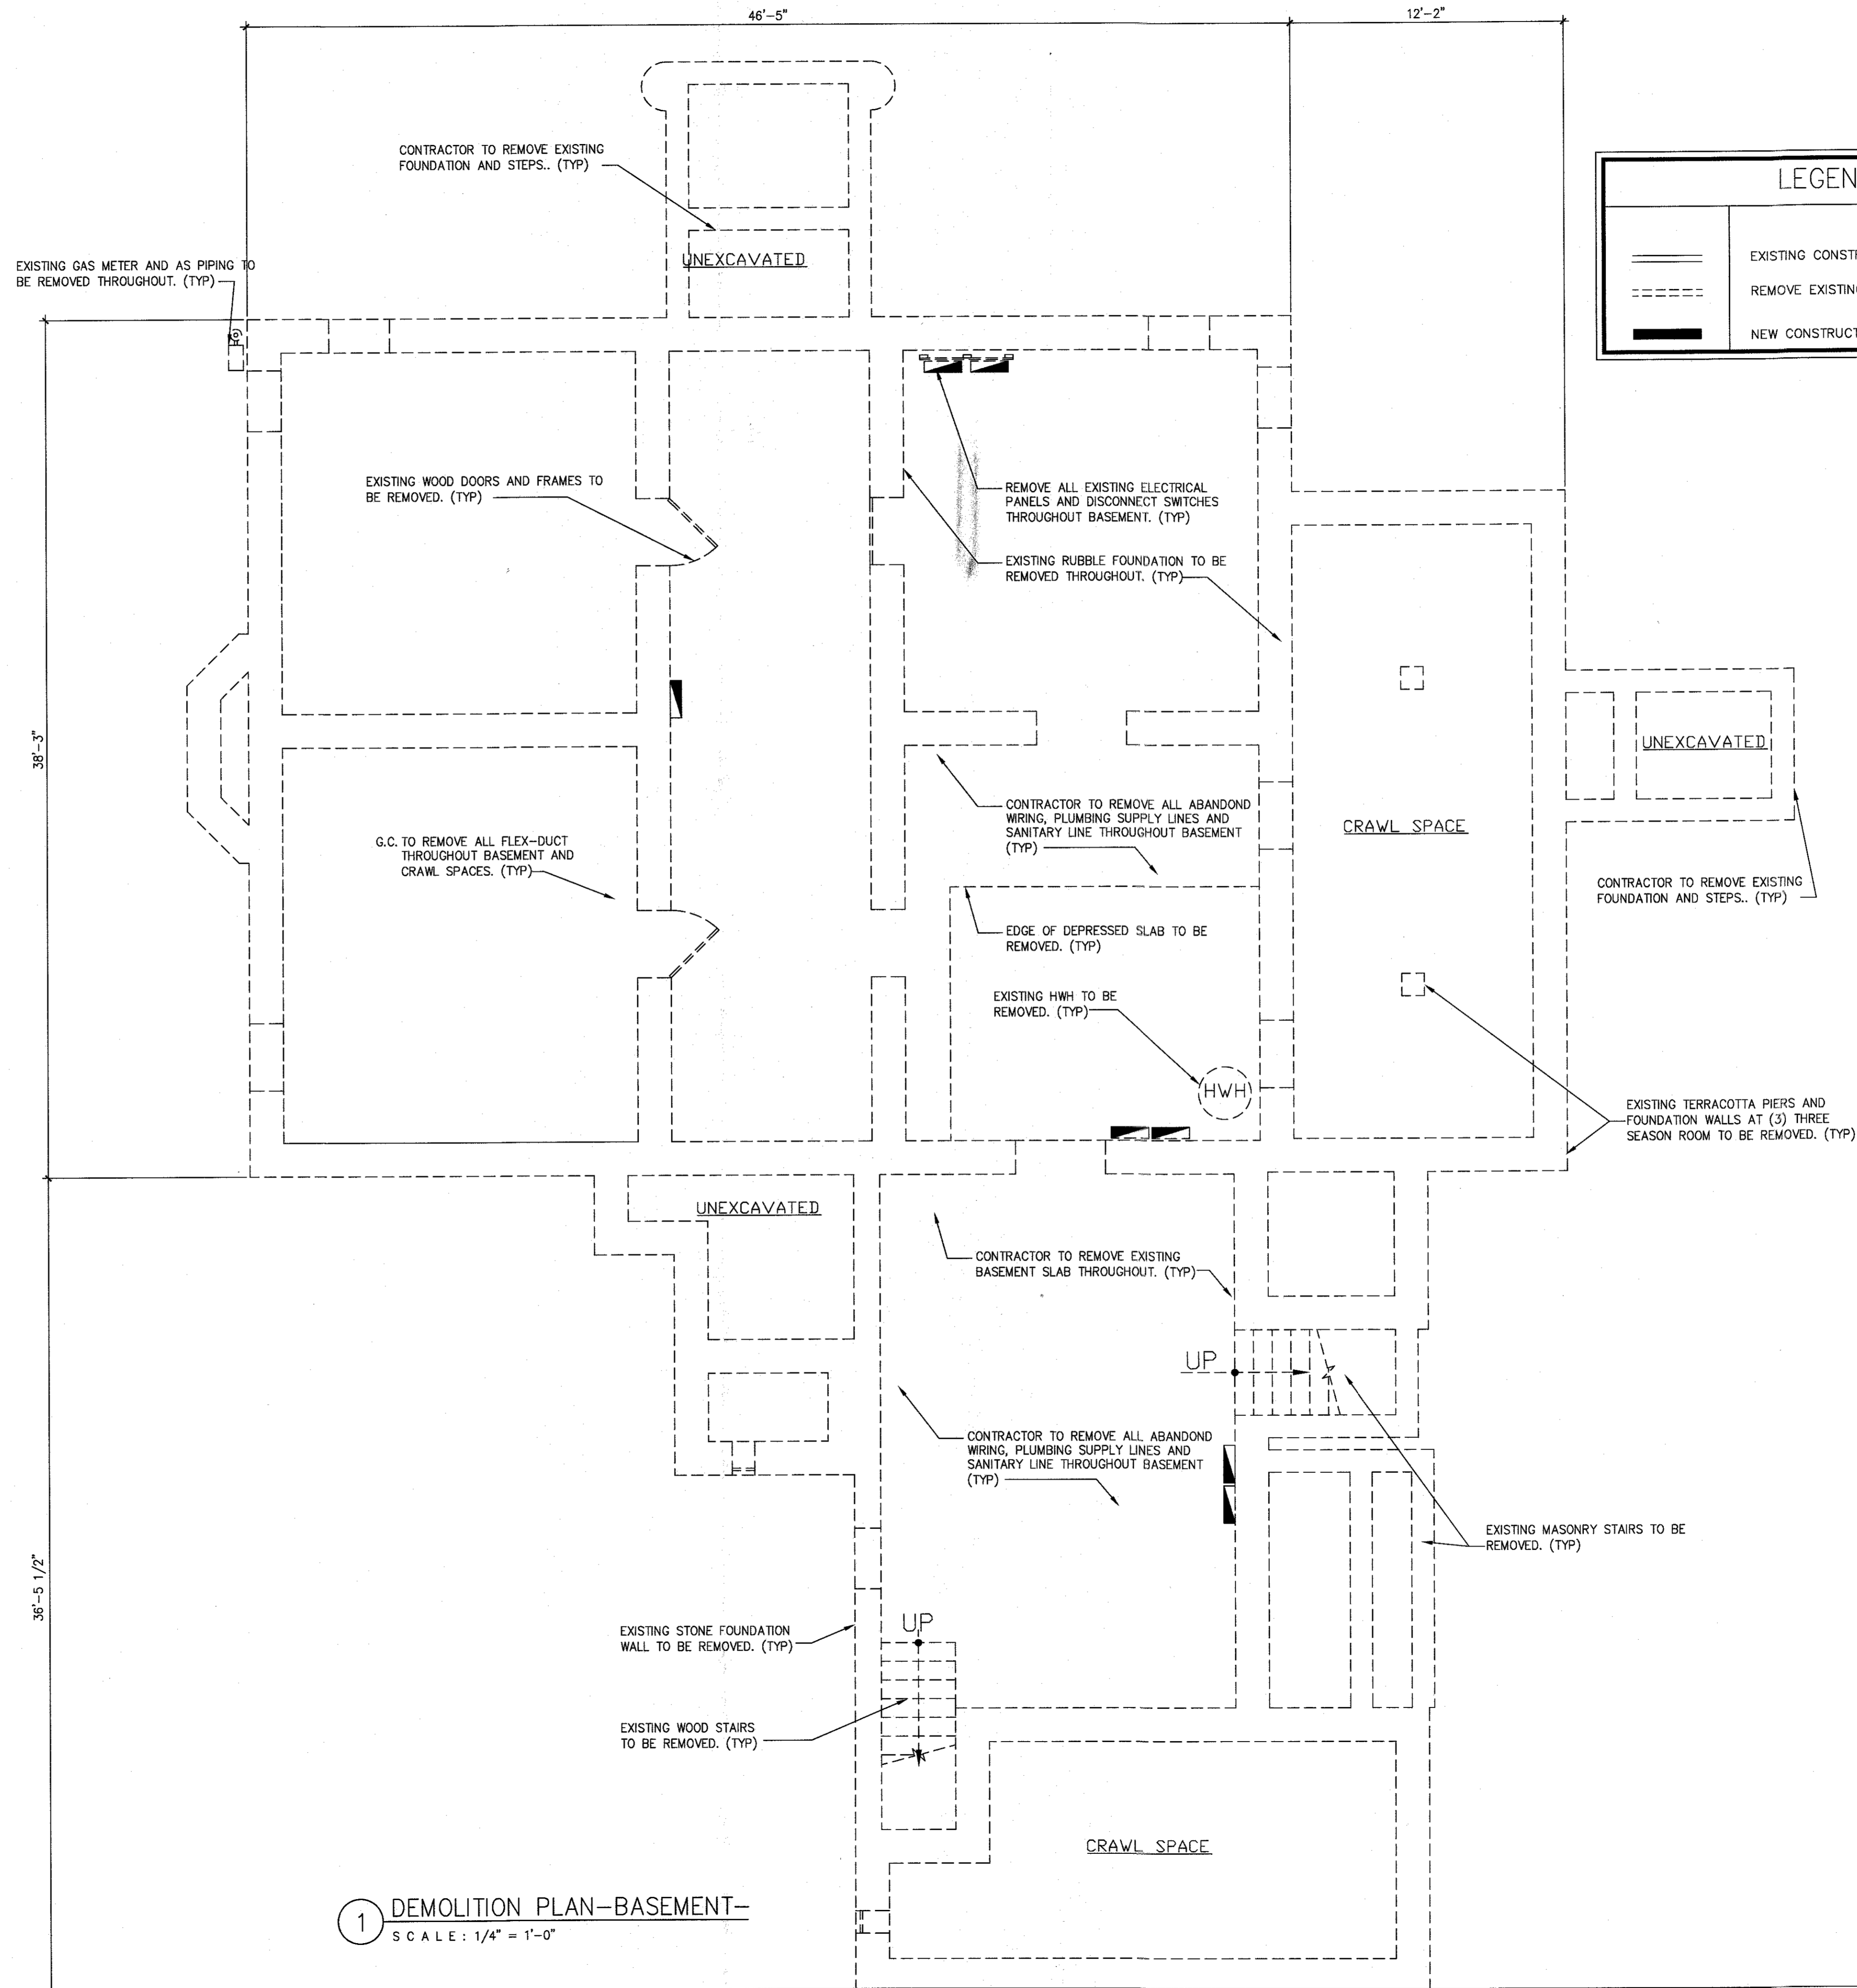 46'-5"
12'-2"
CONTRACTOR TO REMOVE EXISTING
FOUNDATION AND STEPS.. (TYP)
LEGEN
EXISTING CONST
REMOVE EXISTIN
NEW CONSTRUCT
UNEXCAVATED
EXISTING GAS METER AND AS PIPING TO
BE REMOVED THROUGHOUT. (TYP)
EXISTING WOOD DOORS AND FRAMES TO
BE REMOVED. (TYP)
REMOVE ALL EXISTING ELECTRICAL
PANELS AND DISCONNECT SWITCHES
THROUGHOUT BASEMENT. (TYP)
EXISTING RUBBLE FOUNDATION TO BE
REMOVED THROUGHOUT. (TYP)
38'-3"
UNEXCAVATED
CONTRACTOR TO REMOVE ALL ABANDOND
WIRING, PLUMBING SUPPLY LINES AND
SANITARY LINE THROUGHOUT BASEMENT
(TYP)
CRAWL SPACE
G.C. TO REMOVE ALL FLEX-DUCT
THROUGHOUT BASEMENT AND
CRAWL SPACES. (TYP)
CONTRACTOR TO REMOVE EXISTING
FOUNDATION AND STEPS.. (TYP)
EDGE OF DEPRESSED SLAB TO BE
REMOVED. (TYP)
EXISTING HWH TO BE
REMOVED. (TYP)
HWH
EXISTING TERRACOTTA PIERS AND
FOUNDATION WALLS AT (3) THREE
SEASON ROOM TO BE REMOVED. (TYP)
UNEXCAVATED
CONTRACTOR TO REMOVE EXISTING
BASEMENT SLAB THROUGHOUT. (TYP)
UP
CONTRACTOR TO REMOVE ALL ABANDOND
WIRING, PLUMBING SUPPLY LINES AND
SANITARY LINE THROUGHOUT BASEMENT
(TYP)
EXISTING MASONRY STAIRS TO BE
REMOVED. (TYP)
36'-5 1/2"
EXISTING STONE FOUNDATION
WALL TO BE REMOVED. (TYP)
UP
EXISTING WOOD STAIRS
TO BE REMOVED. (TYP)
CRAWL SPACE
1 DEMOLITION PLAN-BASEMENT-
SCALE: 1/4" = 1'-0"